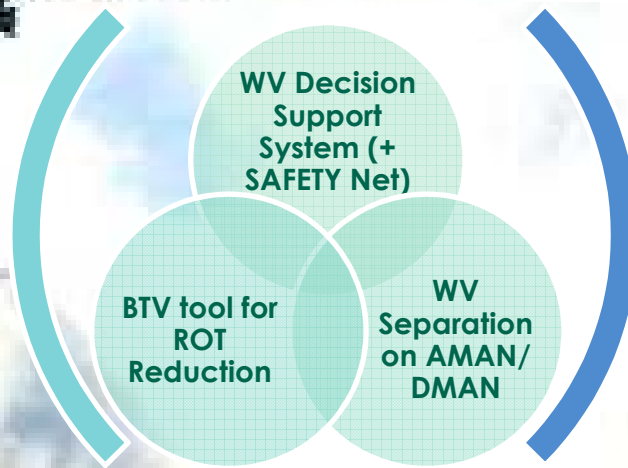 WV Decision
Support
System (+
SAFETY Net)
BTV tool for
ROT
Reduction
WV
Separation
on AMAN/
DMAN